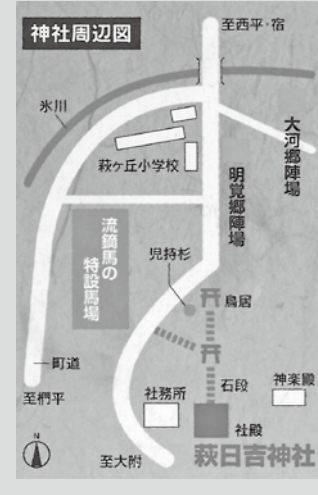 神社周辺図
至西平・宿
氷川
大河郷陣場
萩ヶ丘小学校
明覚郷陣場
流鏑馬の
特設馬場
児持杉
鳥居
町道
石段
神楽殿
至椚平
社務所
社殿
N
至大附
萩日吉神社